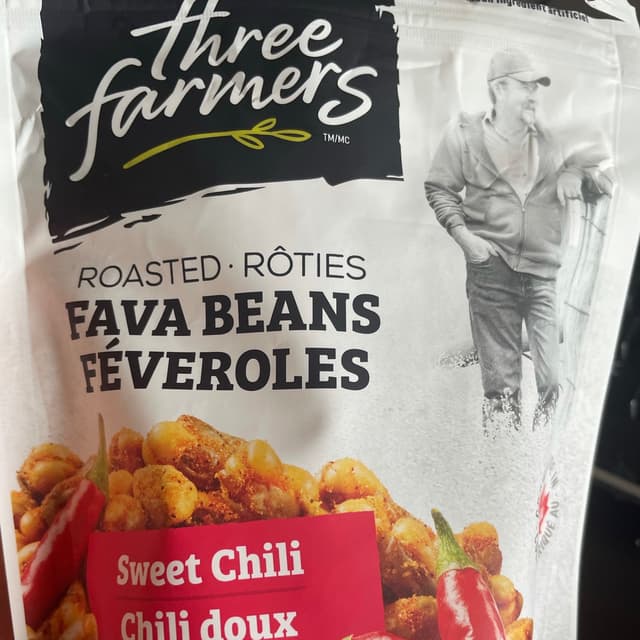 three
farmers
TM/MC
ROASTED · RÔTIES
FAVA BEANS
FÉVEROLES
Sweet Chili
Chili doux